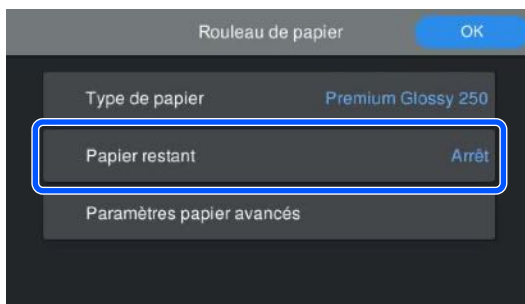 Rouleau de papier OK
Type de papier Premium Glossy 250
Papier restant Arrêt
Paramètres papier avancés